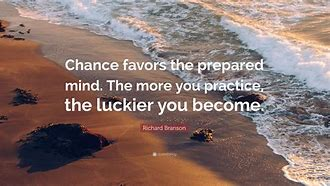 Chance favors the prepared
mind. The more you practice,
the luckier you become.
Richard Branson